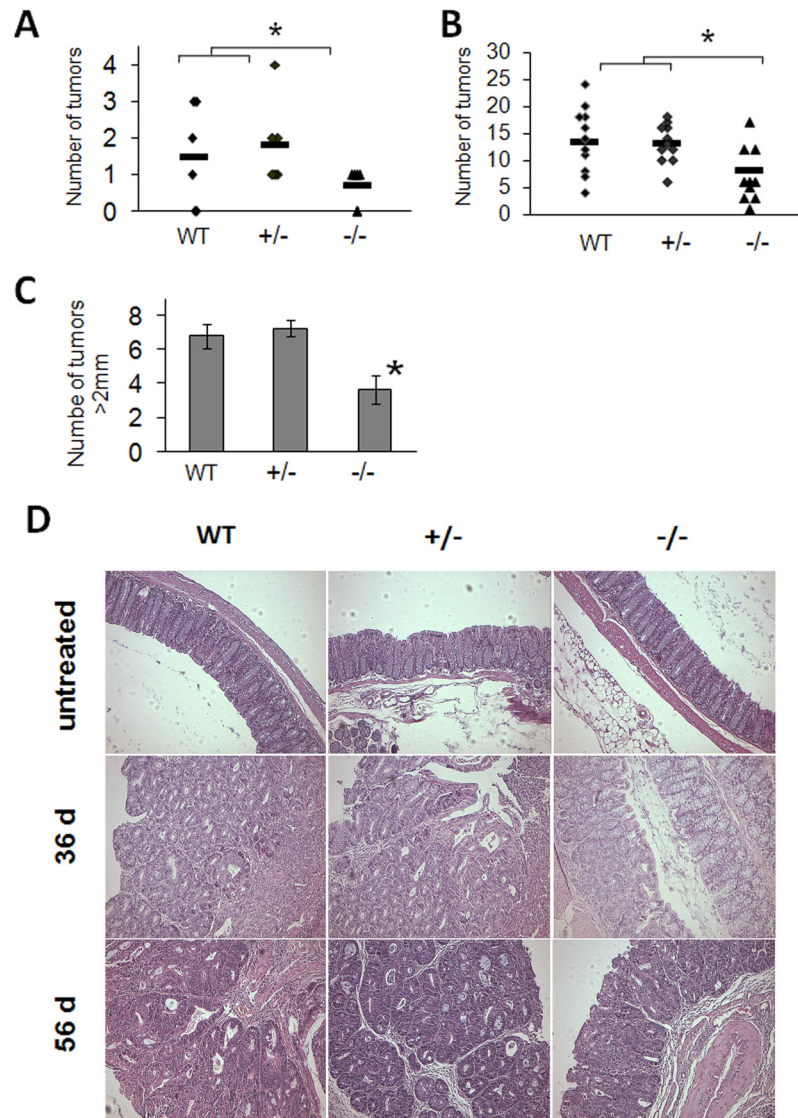 A
*
Number of tumors
4
3
2
1
0
WT +/- -/-
B
*
Number of tumors
30
25
20
15
10
5
0
WT +/- -/-
C
Numbe of tumors
>2mm
8
6
4
2
0
*
WT +/- -/-
D
WT +/- -/-
untreated
36 d
56 d